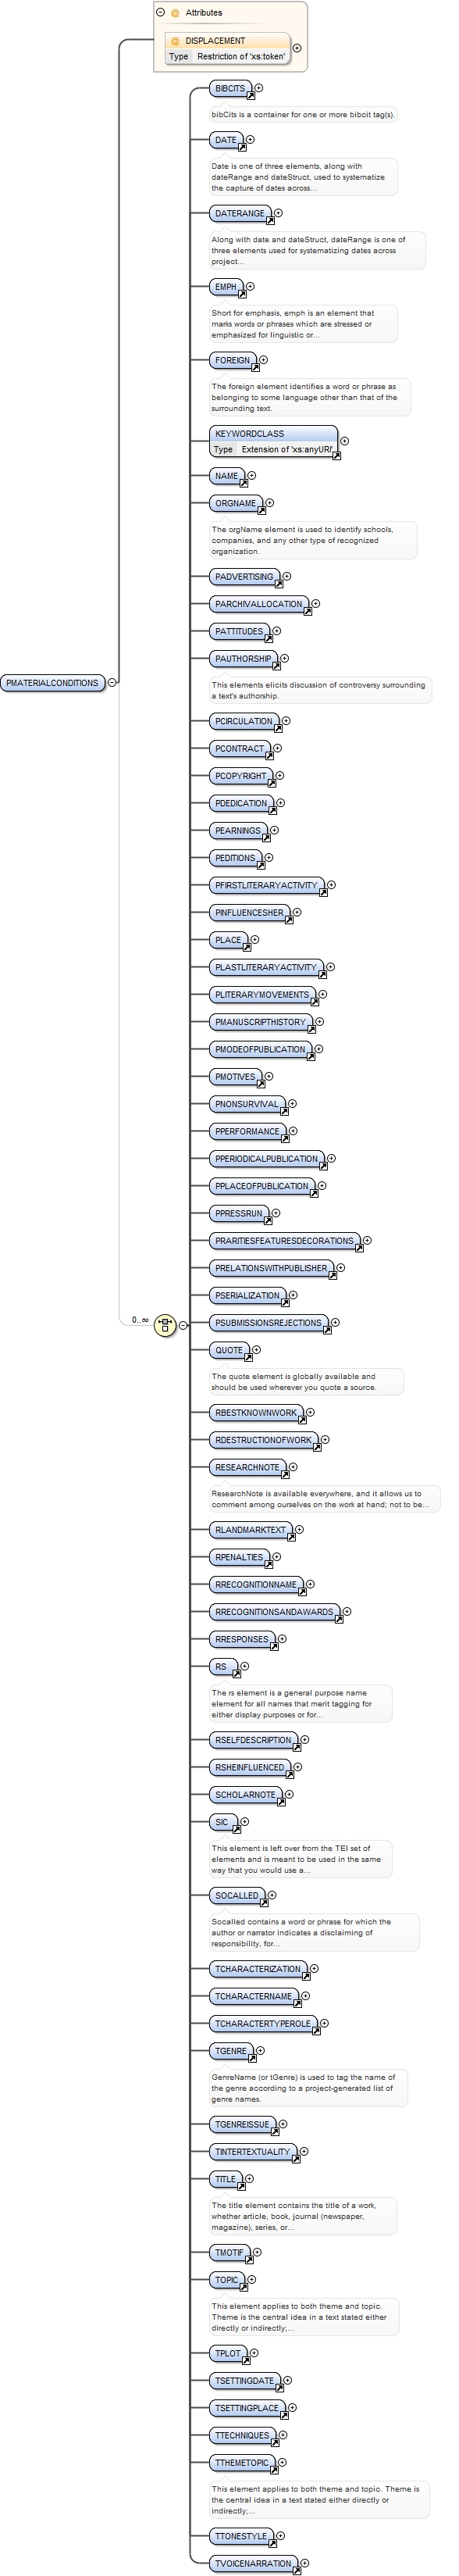 Attributes
DISPLACEMENT
Type Restriction of 'xs:token'
BIBCITS
bibCits is a container for one or more bibcit tag(s).
DATE
Date is one of three elements, along with
dateRange and dateStruct, used to systematize
the capture of dates across...
DATERANGE
Along with date and dateStruct, dateRange is one of
three elements used for systematizing dates across
project...
EMPH
Short for emphasis, emph is an element that
marks words or phrases which are stressed or
emphasized for linguistic or...
FOREIGN
The foreign element identifies a word or phrase as
belonging to some language other than that of the
surrounding text.
KEYWORDCLASS
Type Extension of 'xs:anyURI'
NAME
ORGNAME
The orgName element is used to identify schools,
companies, and any other type of recognized
organization.
PADVERTISING
PARCHIVALLOCATION
PATTITUDES
PAUTHORSHIP
PMATERIALCONDITIONS
This elements elicits discussion of controversy surrounding
a text's authorship.
PCIRCULATION
PCONTRACT
PCOPYRIGHT
PDEDICATION
PEARNINGS
PEDITIONS
PFIRSTLITERARYACTIVITY
PINFLUENCESHER
PLACE
PLASTLITERARYACTIVITY
PLITERARYMOVEMENTS
PMANUSCRIPTHISTORY
PMODEOFPUBLICATION
PMOTIVES
PNONSURVIVAL
PPERFORMANCE
PPERIODICALPUBLICATION
PPLACEOFPUBLICATION
PPRESSRUN
PRARITIESFEATURESDECORATIONS
PRELATIONSWITHPUBLISHER
PSERIALIZATION
0..∞
PSUBMISSIONSREJECTIONS
QUOTE
The quote element is globally available and
should be used wherever you quote a source.
RBESTKNOWNWORK
RDESTRUCTIONOFWORK
RESEARCHNOTE
ResearchNote is available everywhere, and it allows us to
comment among ourselves on the work at hand; not to be...
RLANDMARKTEXT
RPENALTIES
RRECOGNITIONNAME
RRECOGNITIONSANDAWARDS
RRESPONSES
RS
The rs element is a general purpose name
element for all names that merit tagging for
either display purposes or for...
RSELFDESCRIPTION
RSHEINFLUENCED
SCHOLARNOTE
SIC
This element is left over from the TEI set of
elements and is meant to be used in the same
way that you would use a...
SOCALLED
Socalled contains a word or phrase for which the
author or narrator indicates a disclaiming of
responsibility, for...
TCHARACTERIZATION
TCHARACTERNAME
TCHARACTERTYPEROLE
TGENRE
GenreName (or tGenre) is used to tag the name of
the genre according to a project-generated list of
genre names.
TGENREISSUE
TINTERTEXTUALITY
TITLE
The title element contains the title of a work,
whether article, book, journal (newspaper,
magazine), series, or...
TMOTIF
TOPIC
This element applies to both theme and topic.
Theme is the central idea in a text stated either
directly or indirectly;...
TPLOT
TSETTINGDATE
TSETTINGPLACE
TTECHNIQUES
TTHEMETOPIC
This element applies to both theme and topic. Theme is
the central idea in a text stated either directly or
indirectly;...
TTONESTYLE
TVOICENARRATION